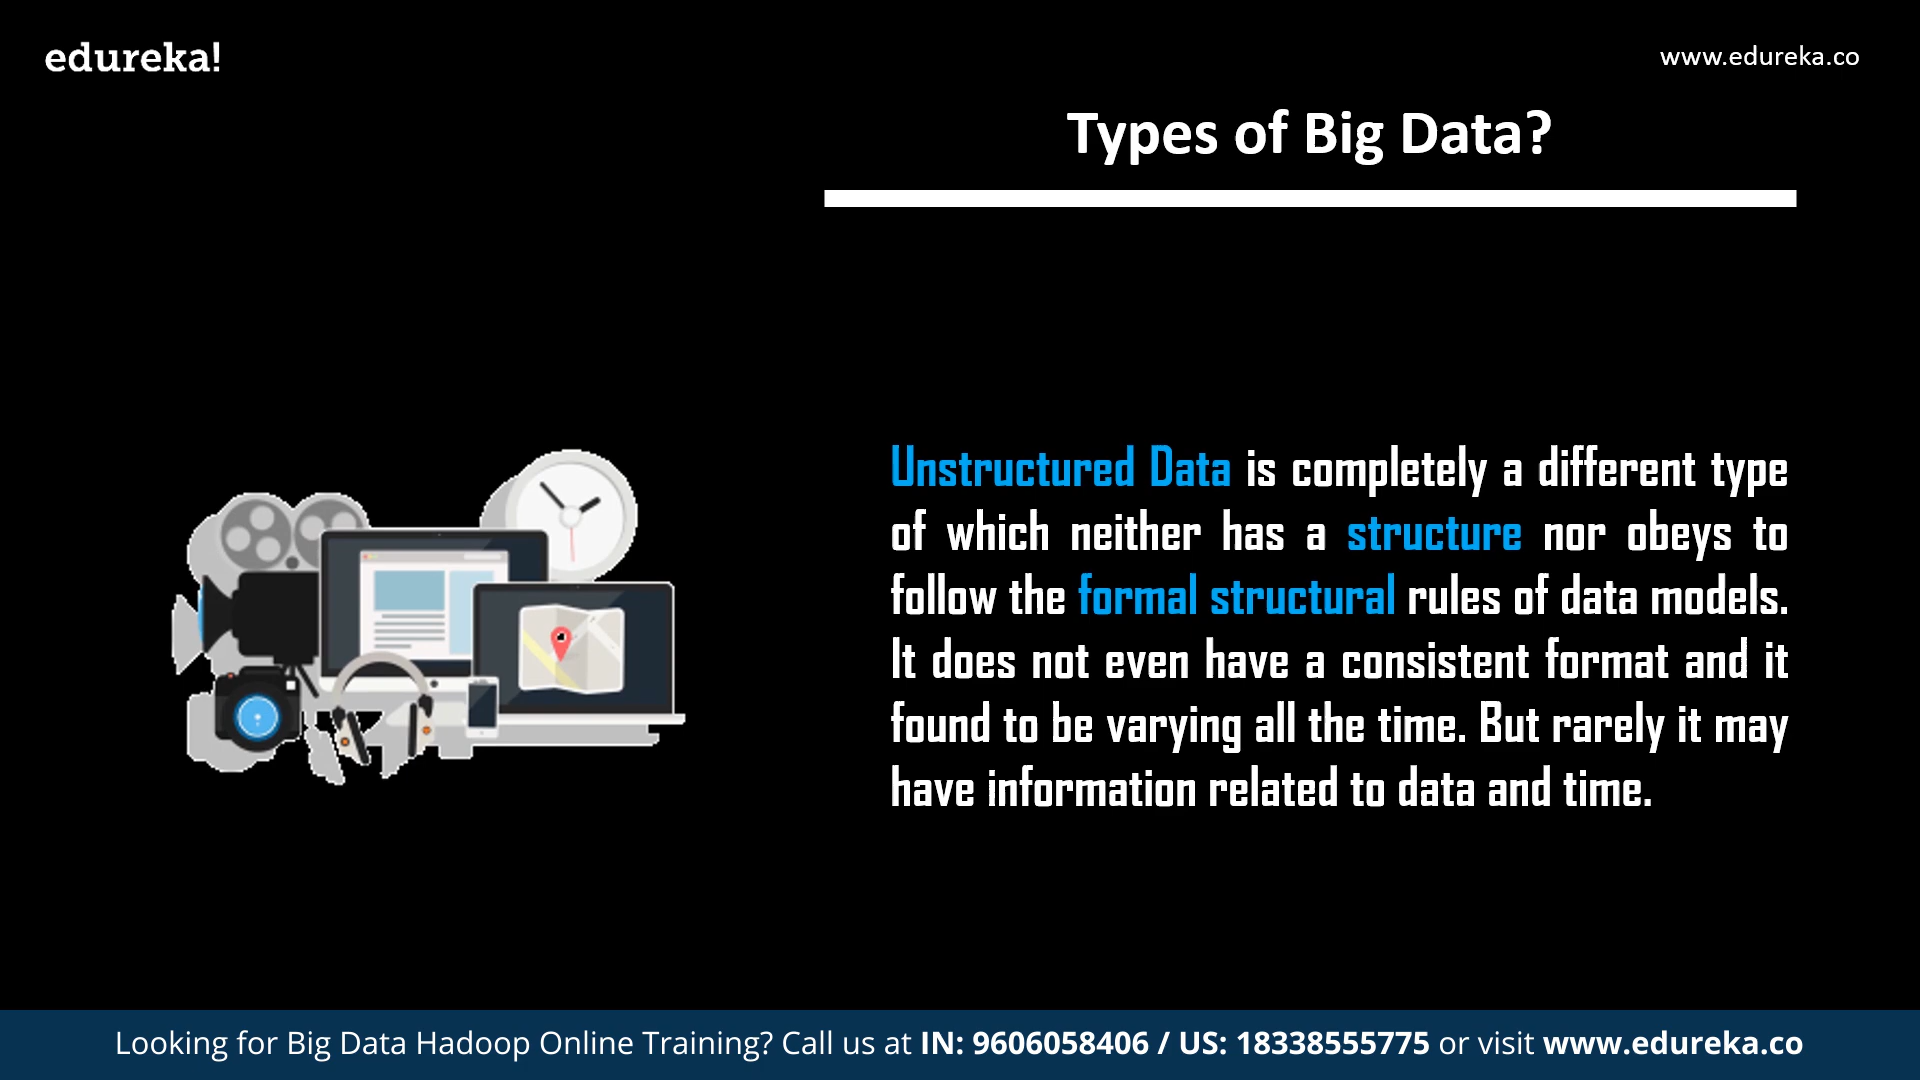 edureka!
www.edureka.co
Types of Big Data?
Unstructured Data is completely a different type
of which neither has a structure nor obeys to
follow the formal structural rules of data models.
It does not even have a consistent format and it
found to be varying all the time. But rarely it may
have information related to data and time.
Looking for Big Data Hadoop Online Training? Call us at IN: 9606058406 / US: 18338555775 or visit www.edureka.co